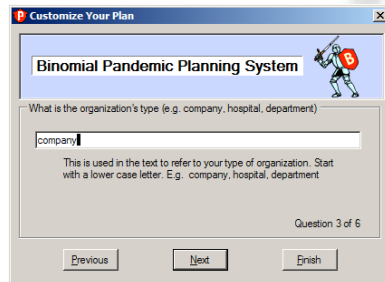 Customize Your Plan
Binomial Pandemic Planning System
B
What is the organization's type (e.g. company, hospital, department)
company
This is used in the text to refer to your type of organization. Start
with a lower case letter. E.g. company, hospital, department
Question 3 of 6
Previous Next Finish